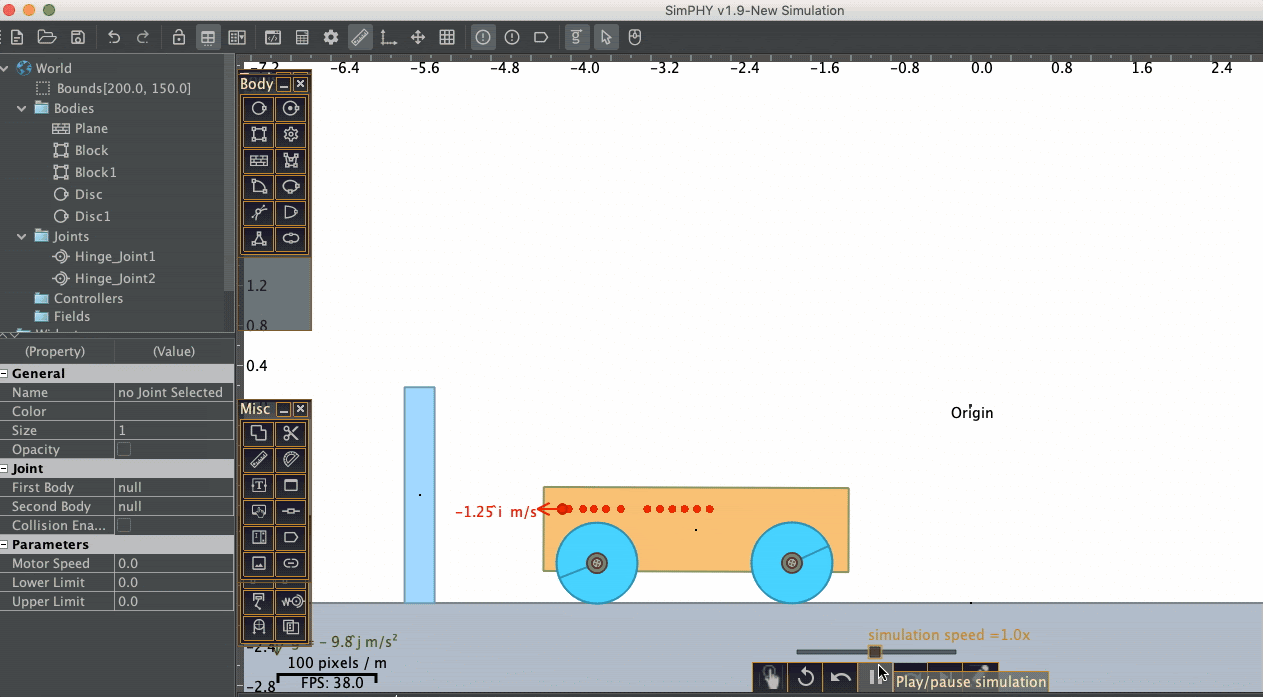 SimPHY v1.9-New Simulation
World
Bounds[200.0, 150.0]
Bodies
Plane
Block
Block1
Disc
Disc1
Joints
Hinge_Joint1
Hinge_Joint2
Controllers
Fields
(Property) (Value)
General
Name no Joint Selected
Color
Size 1
Opacity
Joint
First Body null
Second Body null
Collision Ena...
Parameters
Motor Speed 0.0
Lower Limit 0.0
Upper Limit 0.0
-7.2 -6.4 -5.6 -4.8 -4.0 -3.2 -2.4 -1.6 -0.8 0.0 0.8 1.6 2.4
Body
1.2
0.8
0.4
Misc
Origin
-1.25 î m/s
simulation speed =1.0x
-2.4
= - 9.8 ĵ m/s²
100 pixels / m
FPS: 38.0
-2.8
Play/pause simulation